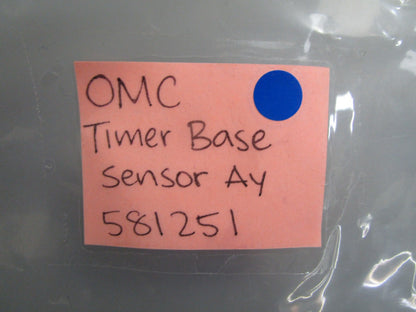 OMC
Timer Base
Sensor Ay
581251